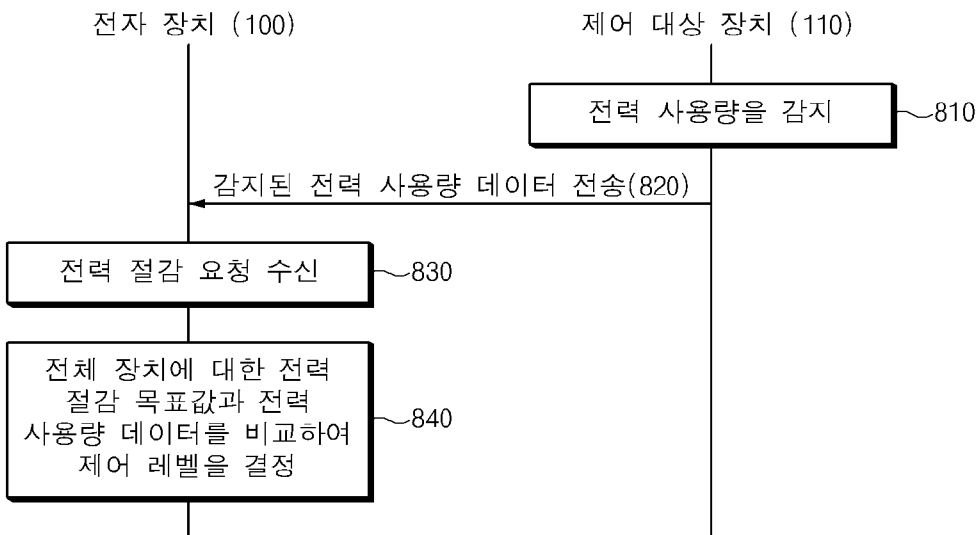 전자 장치 (100)
제어 대상 장치 (110)
전력 사용량을 감지
810
감지된 전력 사용량 데이터 전송(820)
전력 절감 요청 수신
830
전체 장치에 대한 전력
절감 목표값과 전력
사용량 데이터를 비교하여
제어 레벨을 결정
840